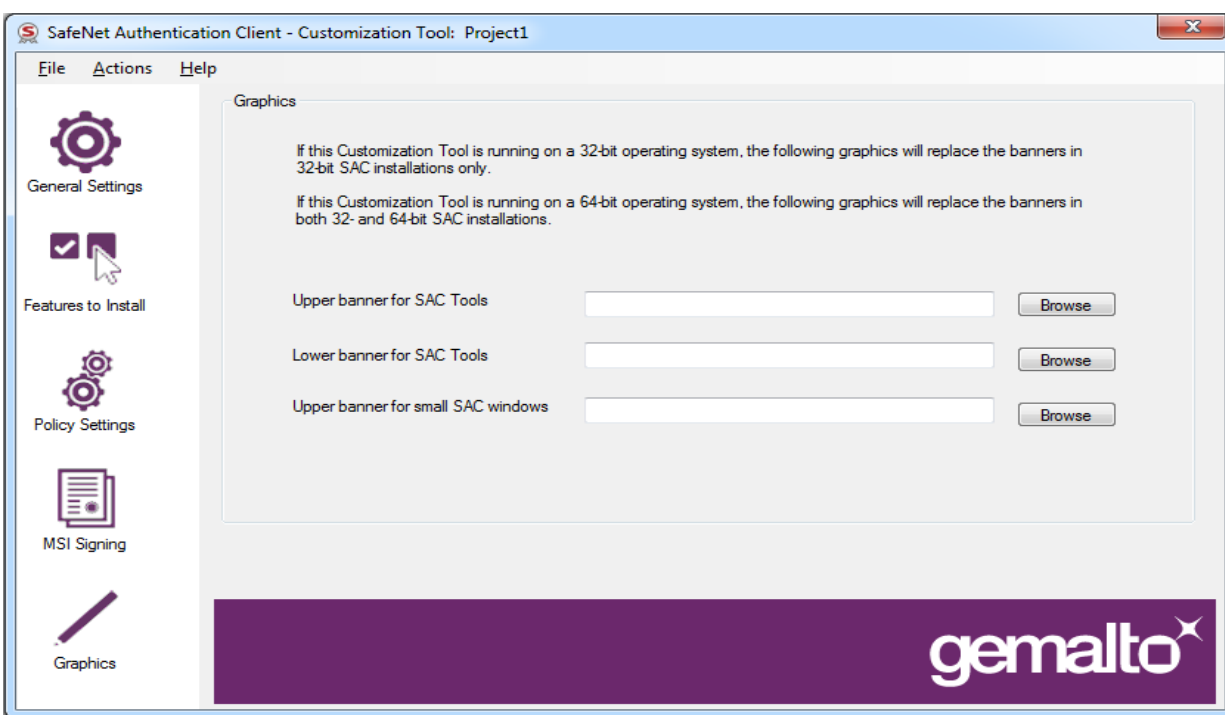 SafeNet Authentication Client - Customization Tool: Project1
File Actions Help
General Settings
Features to Install
Policy Settings
MSI Signing
Graphics
Graphics
If this Customization Tool is running on a 32-bit operating system, the following graphics will replace the banners in
32-bit SAC installations only.
If this Customization Tool is running on a 64-bit operating system, the following graphics will replace the banners in
both 32- and 64-bit SAC installations.
Upper banner for SAC Tools Browse
Lower banner for SAC Tools Browse
Upper banner for small SAC windows Browse
gemalto